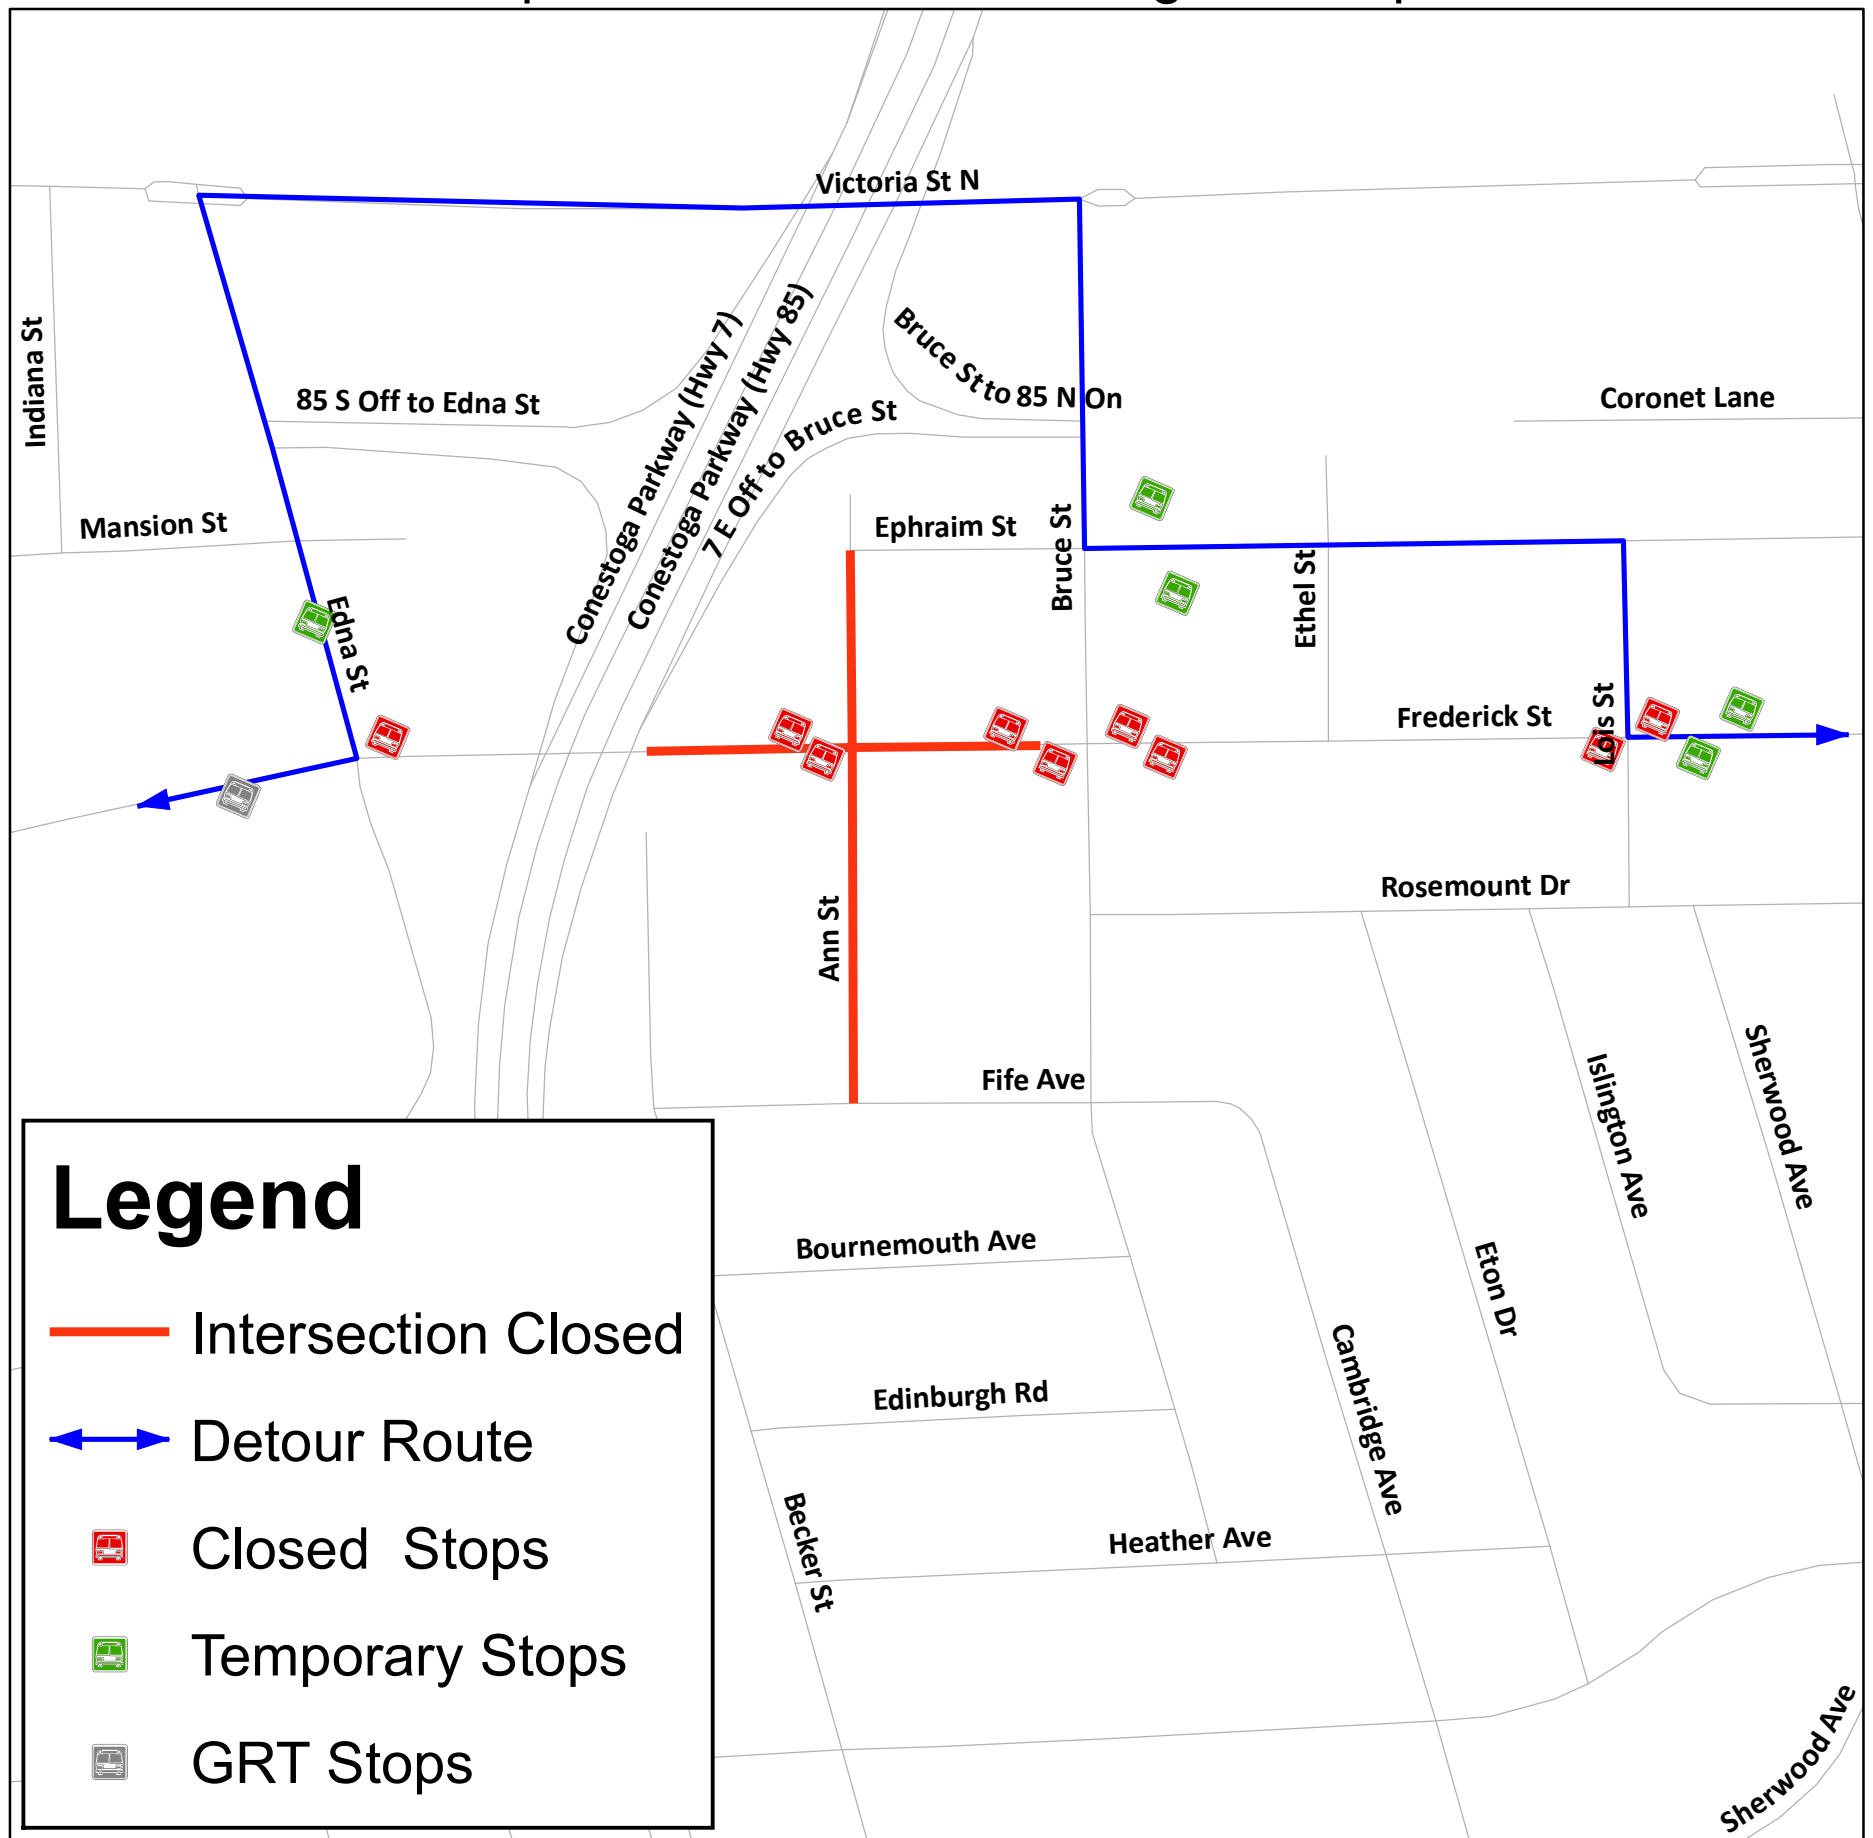 Victoria St N
Indiana St
Conestoga Parkway (Hwy 7)
Conestoga Parkway (Hwy 85)
Bruce St to 85 N On
85 S Off to Edna St
7 E Off to Bruce St
Coronet Lane
Mansion St
Ephraim St
Bruce St
Ethel St
Edna St
Frederick St
Lois St
Rosemount Dr
Ann St
Fife Ave
Islington Ave
Sherwood Ave
Legend
Intersection Closed
Detour Route
Closed Stops
Temporary Stops
GRT Stops
Bournemouth Ave
Eton Dr
Cambridge Ave
Edinburgh Rd
Becker St
Heather Ave
Sherwood Ave